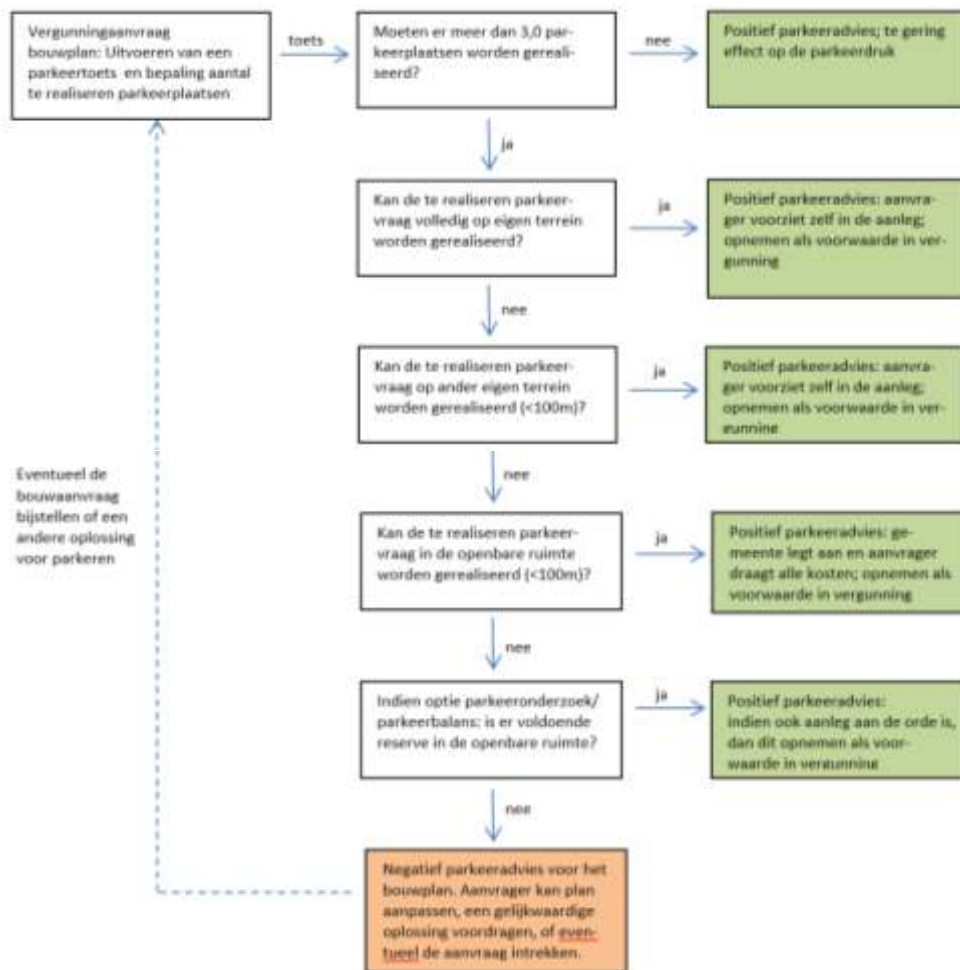 Vergunningaanvraag
bouwplan: Uitvoeren van een
parkeertoets en bepaling aantal
te realiseren parkeerplaatsen
toets
Moeten er meer dan 3,0 par-
keerplaatsen worden gereali-
seerd?
nee
Positief parkeeradvies; te gering
effect op de parkeerdruk
ja
Kan de te realiseren parkeer-
vraag volledig op eigen terrein
worden gerealiseerd?
ja
Positief parkeeradvies: aanvra-
ger voorziet zelf in de aanleg;
opnemen als voorwaarde in ver-
gunning
nee
Kan de te realiseren parkeer-
vraag op ander eigen terrein
worden gerealiseerd (<100m)?
ja
Positief parkeeradvies: aanvra-
ger voorziet zelf in de aanleg;
opnemen als voorwaarde in ver-
gunning
nee
Eventueel de
bouwaanvraag
bijstellen of een
andere oplossing
voor parkeren
Kan de te realiseren parkeer-
vraag in de openbare ruimte
worden gerealiseerd (<100m)?
ja
Positief parkeeradvies: ge-
meente legt aan en aanvrager
draagt alle kosten; opnemen als
voorwaarde in vergunning
nee
Indien optie parkeeronderzoek/
parkeerbalans: is er voldoende
reserve in de openbare ruimte?
ja
Positief parkeeradvies:
indien ook aanleg aan de orde is,
dan dit opnemen als voor-
waarde in vergunning
nee
Negatief parkeeradvies voor het
bouwplan. Aanvrager kan plan
aanpassen, een gelijkwaardige
oplossing voordragen, of even-
tueel de aanvraag intrekken.